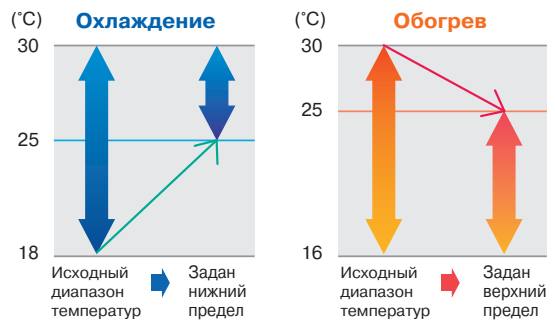 (°C) Охлаждение
30
25
18
Исходный
диапазон
температур
Задан
нижний
предел
(°C) Обогрев
30
25
16
Исходный
диапазон
температур
Задан
верхний
предел